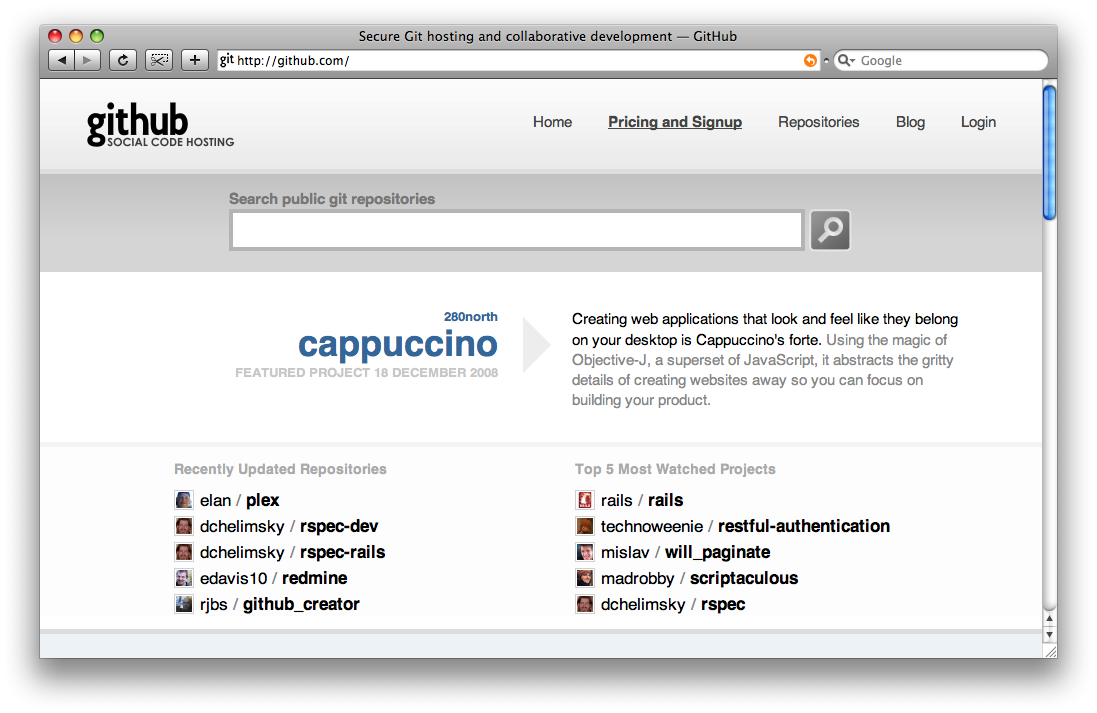 Secure Git hosting and collaborative development — GitHub
git http://github.com/
Google
github
SOCIAL CODE HOSTING
Home
Pricing and Signup
Repositories
Blog
Login
Search public git repositories
280north
cappuccino
FEATURED PROJECT 18 DECEMBER 2008
Creating web applications that look and feel like they belong
on your desktop is Cappuccino's forte. Using the magic of
Objective-J, a superset of JavaScript, it abstracts the gritty
details of creating websites away so you can focus on
building your product.
Recently Updated Repositories
elan / plex
dchelimsky / rspec-dev
dchelimsky / rspec-rails
edavis10 / redmine
rjbs / github_creator
Top 5 Most Watched Projects
rails / rails
technoweenie / restful-authentication
mislav / will_paginate
madrobby / scriptaculous
dchelimsky / rspec